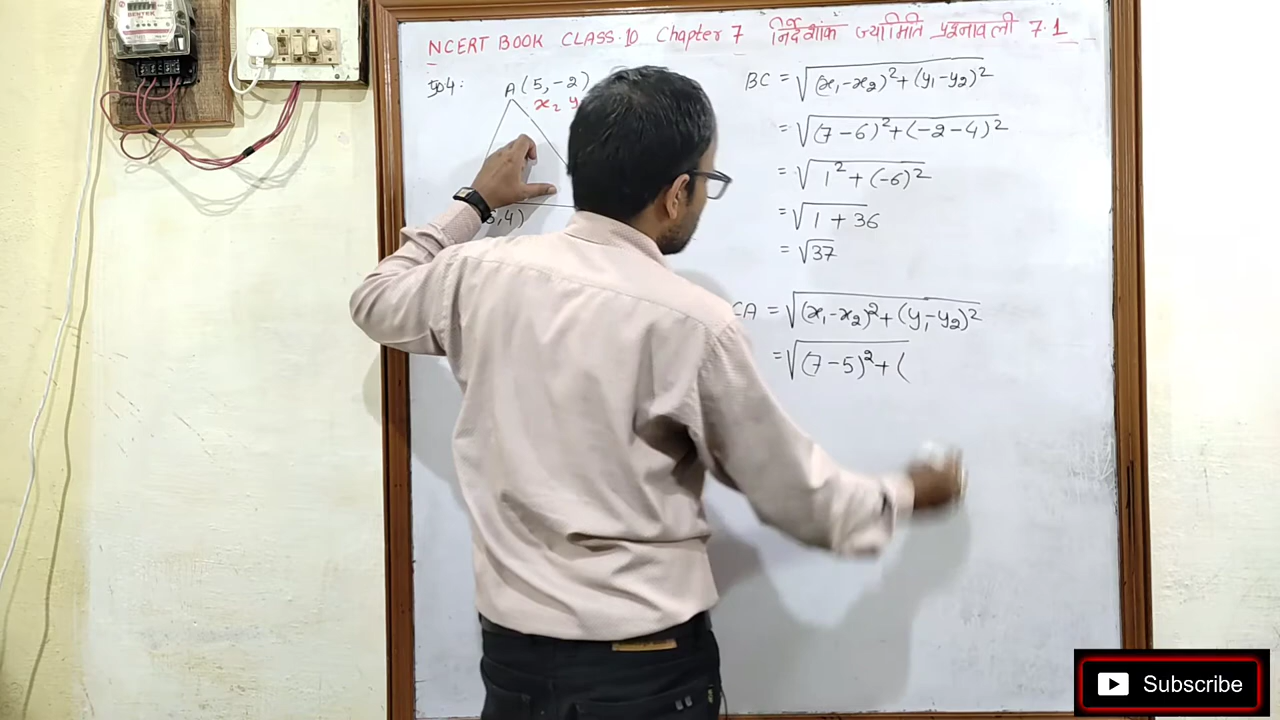 NCERT BOOK CLASS-10 Chapter 7 निर्देशांक ज्यामिति प्रश्नावली 7.1
प्र04:
A(5,-2)
x₂ y
6,4)
BC = √(x₁-x₂)²+(y₁-y₂)²
= √(7-6)²+(-2-4)²
= √1²+(-6)²
= √1+36
= √37
CA = √(x₁-x₂)²+(y₁-y₂)²
= √(7-5)²+(
Subscribe